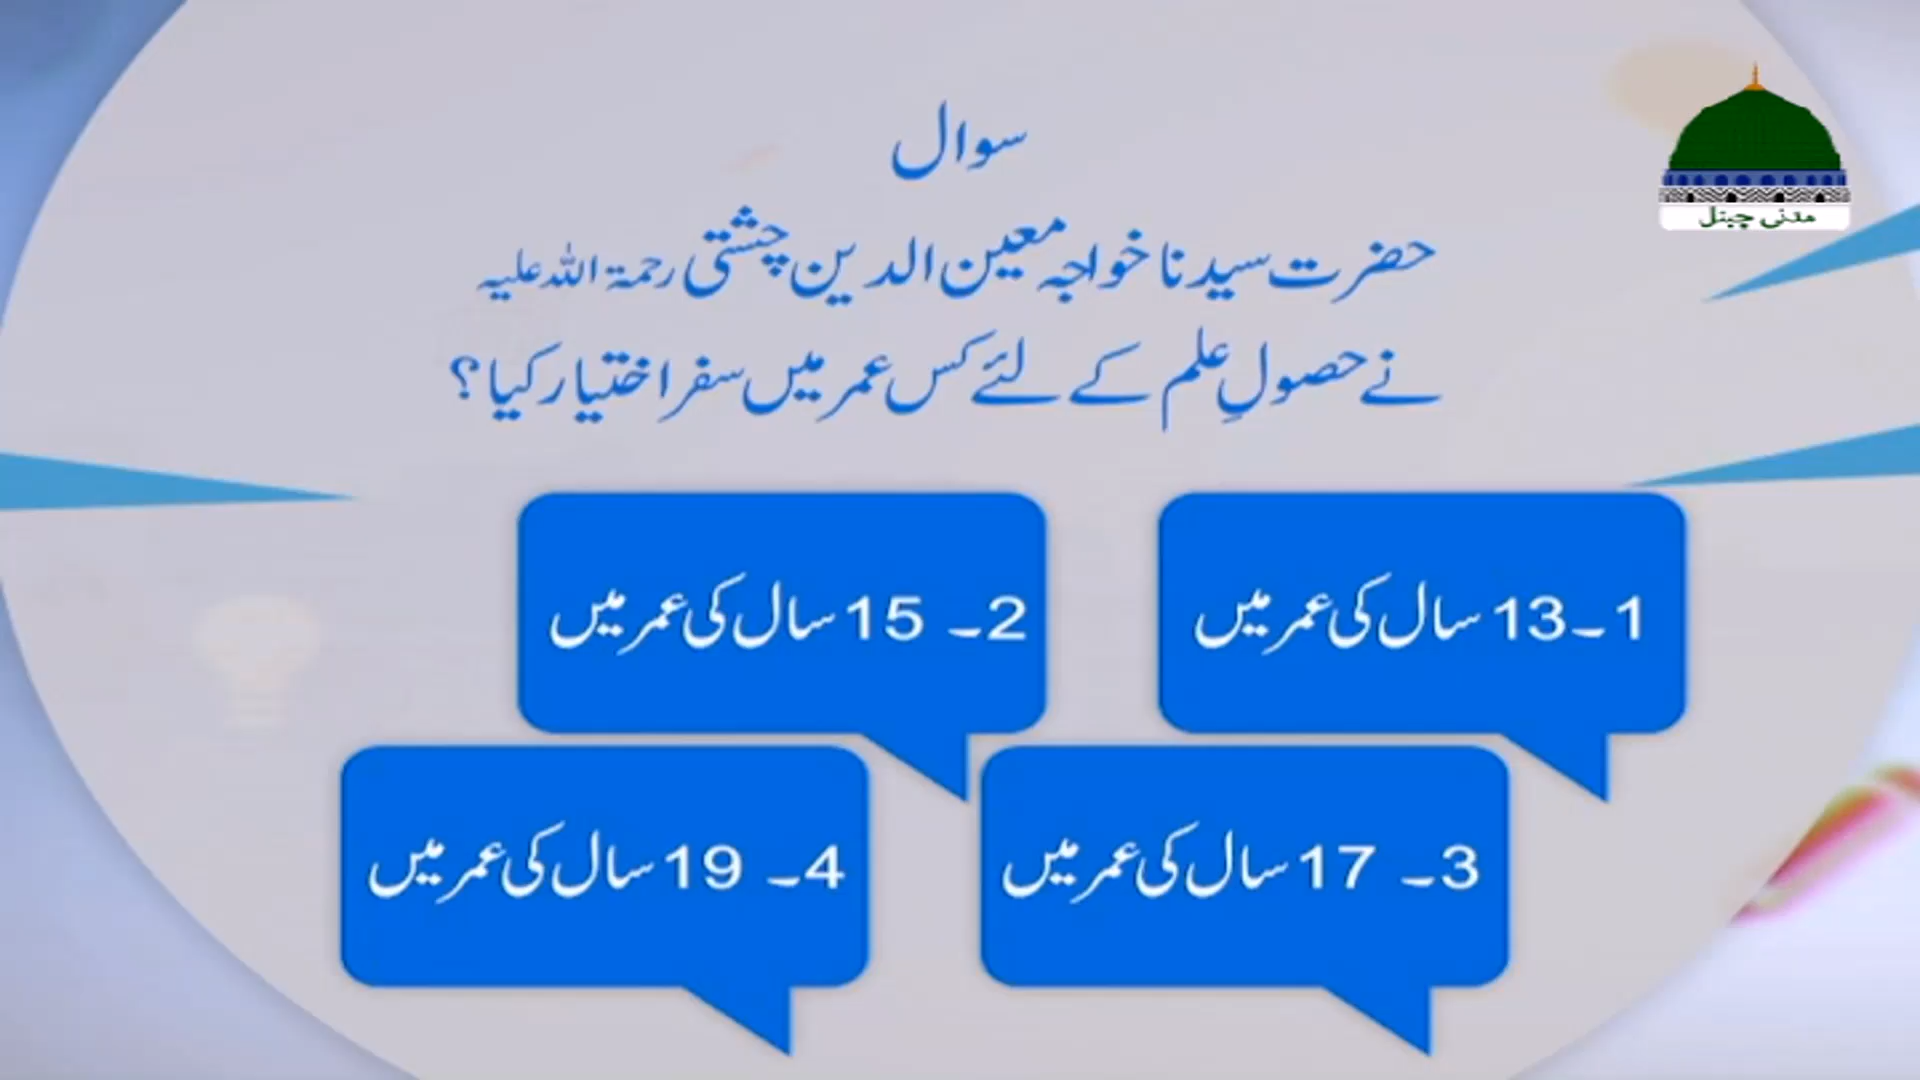 سوال
حضرت سیدنا خواجہ معین الدین چشتی رحمۃ اللہ علیہ
نے حصولِ علم کے لئے کس عمر میں سفر اختیار کیا؟
1۔13 سال کی عمر میں
2۔ 15 سال کی عمر میں
3۔ 17 سال کی عمر میں
4۔ 19 سال کی عمر میں
مدنی چینل